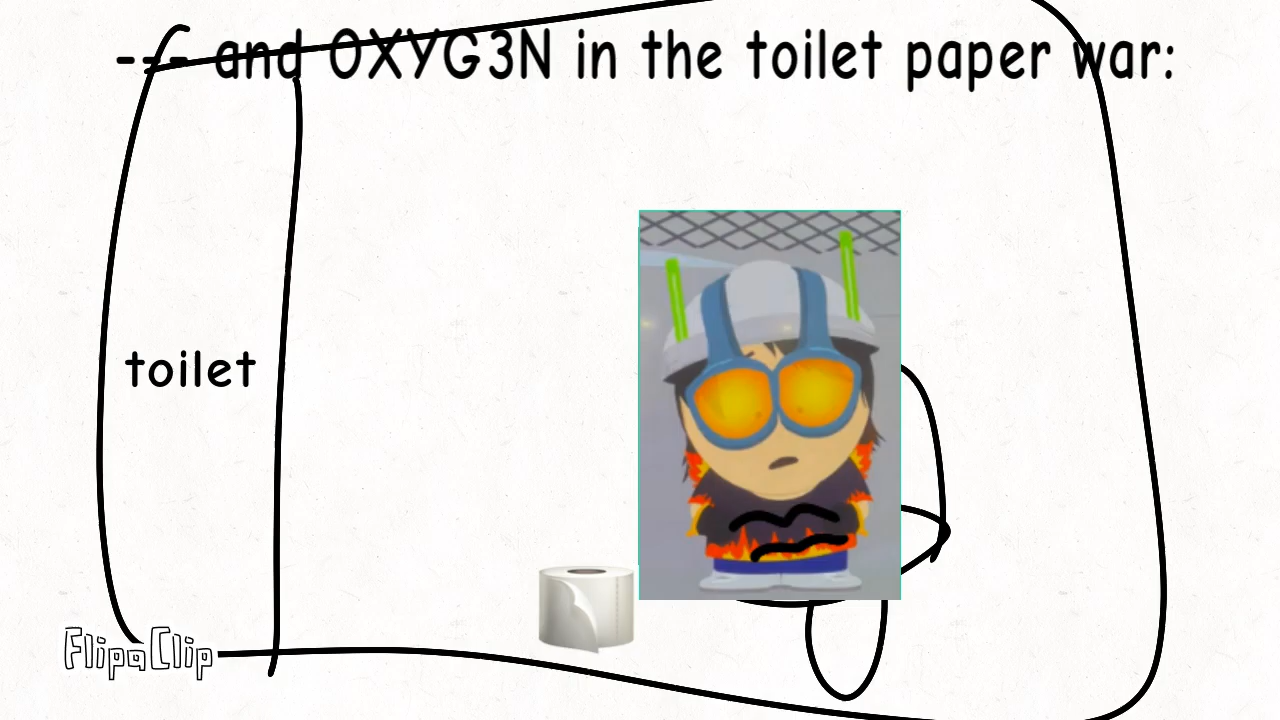 --- and OXYG3N in the toilet paper war:
toilet
FlipaClip